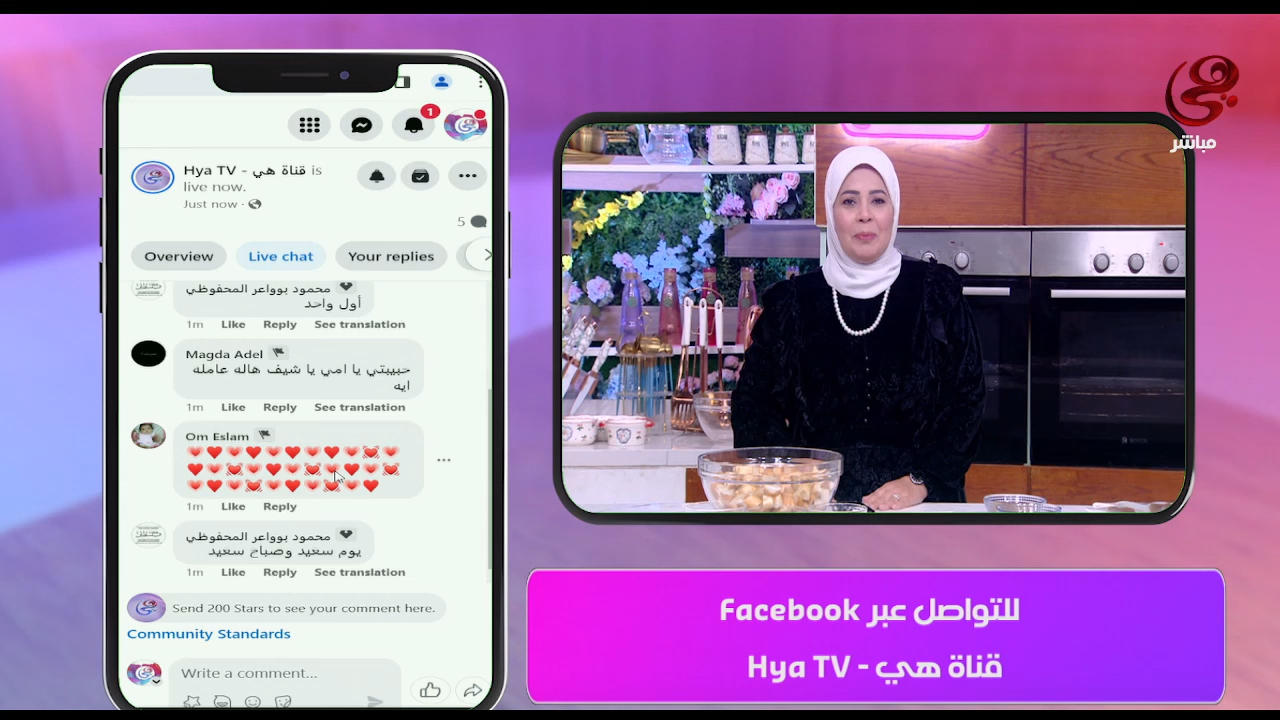 مباشر
1
Hya TV - قناة هي is
live now.
Just now
5
Overview
Live chat
Your replies
محمود بوواعر المحفوظي
أول واحد
1m Like Reply See translation
Magda Adel
حبيبتي يا امي يا شيف هاله عامله
ايه
1m Like Reply See translation
Om Eslam
1m Like Reply
محمود بوواعر المحفوظي
يوم سعيد وصباح سعيد
1m Like Reply See translation
Send 200 Stars to see your comment here.
Community Standards
Write a comment...
BOSCH
للتواصل عبر Facebook
قناة هي - Hya TV